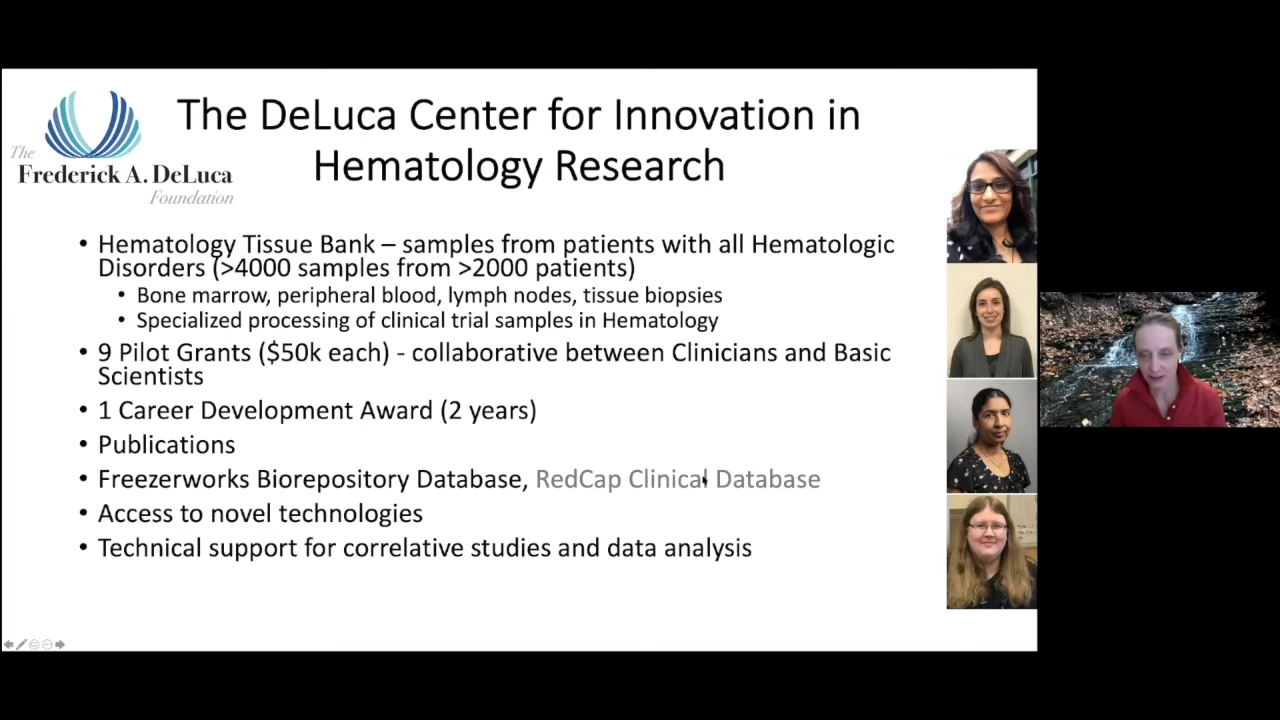 The DeLuca Center for Innovation in
Hematology Research
The
Frederick A. DeLuca
Foundation
• Hematology Tissue Bank – samples from patients with all Hematologic
Disorders (>4000 samples from >2000 patients)
• Bone marrow, peripheral blood, lymph nodes, tissue biopsies
• Specialized processing of clinical trial samples in Hematology
• 9 Pilot Grants ($50k each) - collaborative between Clinicians and Basic
Scientists
• 1 Career Development Award (2 years)
• Publications
• Freezerworks Biorepository Database, RedCap Clinical Database
• Access to novel technologies
• Technical support for correlative studies and data analysis